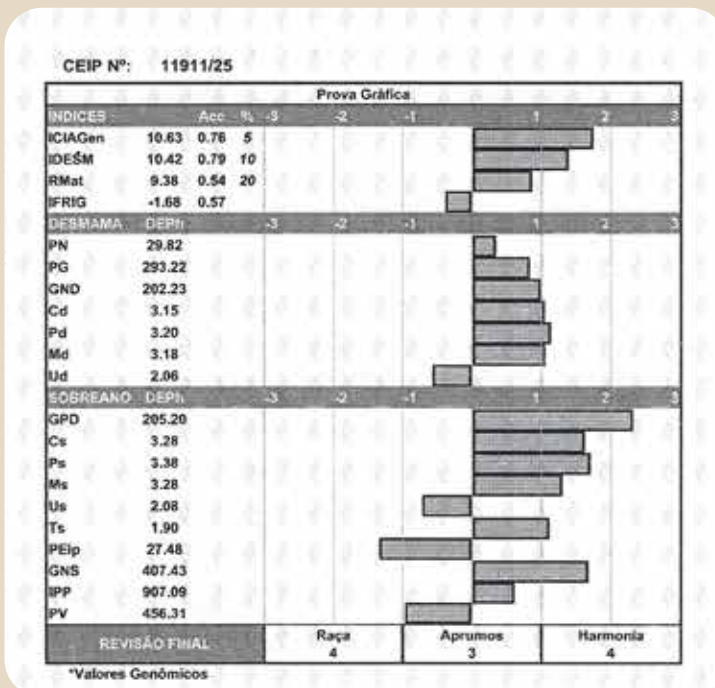 CEIP Nº: 11911/25
Prova Gráfica
INDICES Acc % -3 -2 -1 1 2 3
ICIAGen 10.63 0.76 5
IDESM 10.42 0.79 10
RMat 9.38 0.54 20
IFRIG -1.68 0.57
DESMAMA DEPh -3 -2 -1 1 2 3
PN 29.82
PG 293.22
GND 202.23
Cd 3.15
Pd 3.20
Md 3.18
Ud 2.06
SOBREANO DEPh -3 -2 -1 1 2 3
GPD 205.20
Cs 3.28
Ps 3.38
Ms 3.28
Us 2.08
Ts 1.90
PEIp 27.48
GNS 407.43
IPP 907.09
PV 456.31
REVISÃO FINAL Raça Aprumos Harmonia
4 3 4
*Valores Genômicos